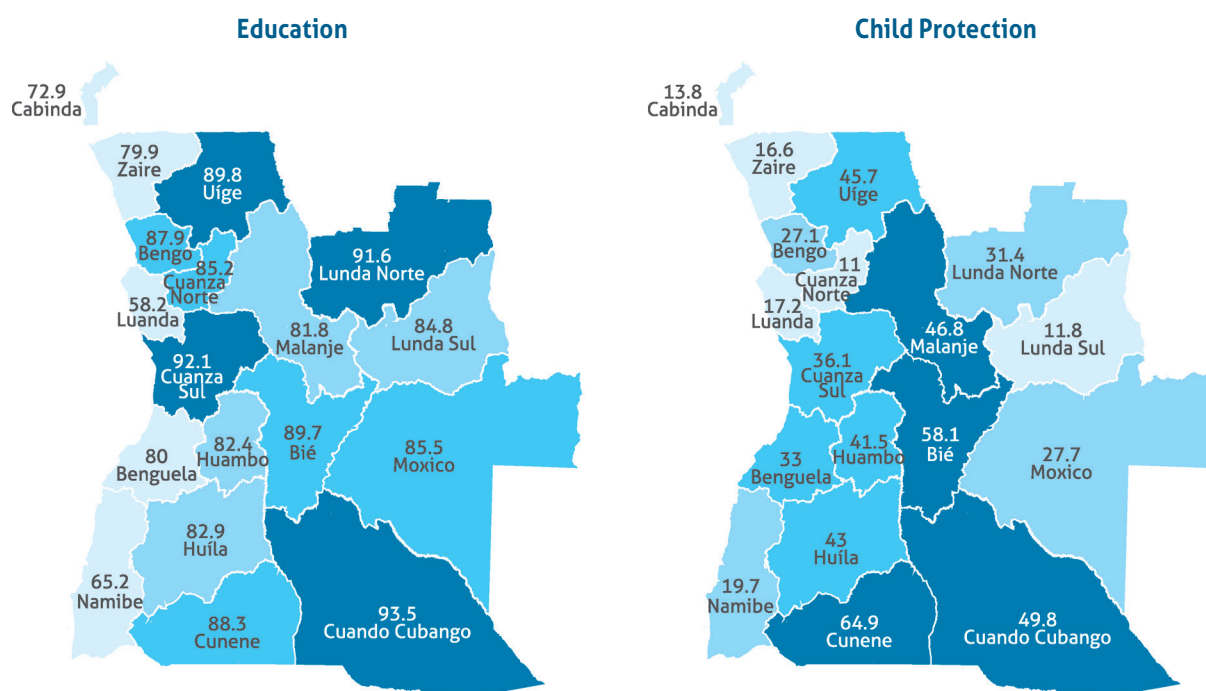 Education
72.9
Cabinda
79.9
Zaire
89.8
Uíge
87.9
Bengo
85.2
Cuanza
Norte
91.6
Lunda Norte
58.2
Luanda
81.8
Malanje
84.8
Lunda Sul
92.1
Cuanza
Sul
82.4
Huambo
89.7
Bié
85.5
Moxico
80
Benguela
82.9
Huíla
65.2
Namibe
88.3
Cunene
93.5
Cuando Cubango
Child Protection
13.8
Cabinda
16.6
Zaire
45.7
Uíge
27.1
Bengo
11
Cuanza
Norte
31.4
Lunda Norte
17.2
Luanda
46.8
Malanje
11.8
Lunda Sul
36.1
Cuanza
Sul
41.5
Huambo
58.1
Bié
27.7
Moxico
33
Benguela
43
Huíla
19.7
Namibe
64.9
Cunene
49.8
Cuando Cubango